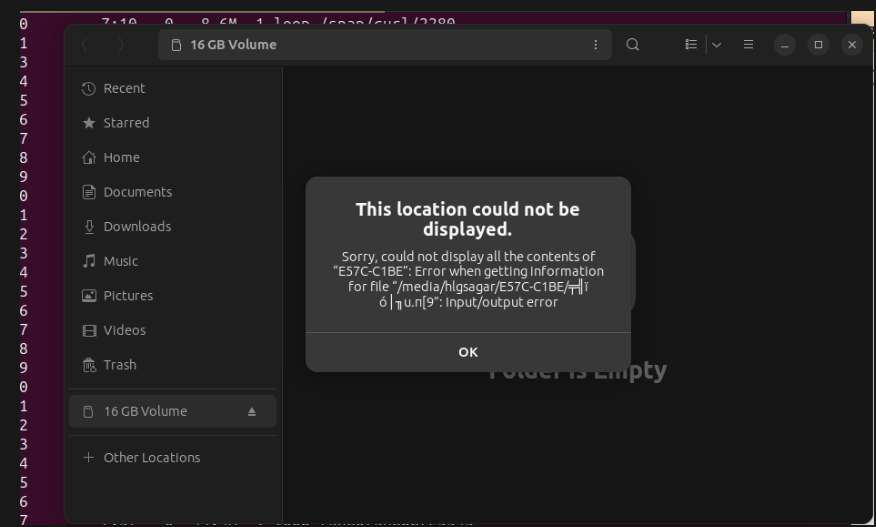 7:10 0 8.6M 1 loop /snap/curl/2280
0
1
3
4
5
6
7
8
9
0
1
2
3
4
5
6
7
8
9
0
1
2
3
4
5
6
7
16 GB Volume
Recent
Starred
Home
Documents
Downloads
Music
Pictures
Videos
Trash
16 GB Volume
Other Locations
This location could not be
displayed.
Sorry, could not display all the contents of
“E57C-C1BE”: Error when getting information
for file “/media/hlgsagar/E57C-C1BE/╤╣ï
ó│╖u.п[9”: Input/output error
OK
Folder is Empty